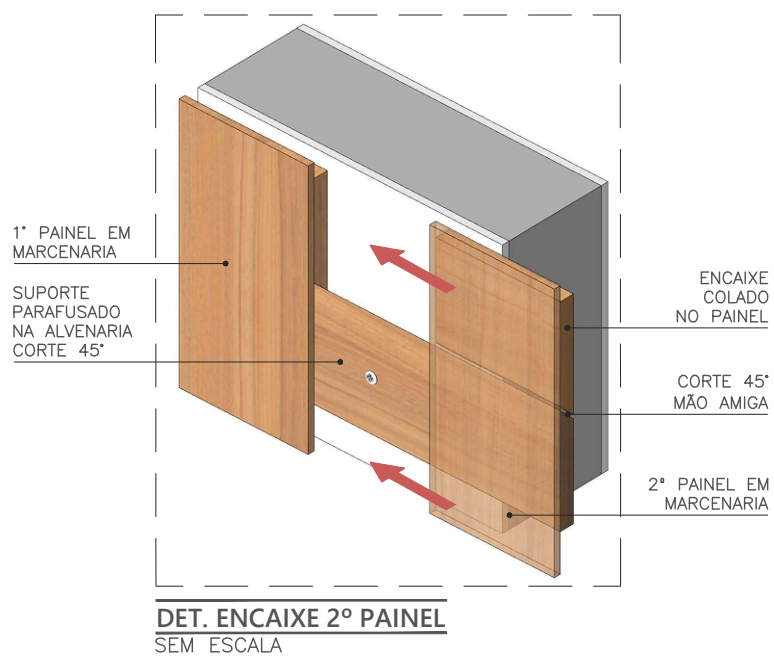 1° PAINEL EM
MARCENARIA
SUPORTE
PARAFUSADO
NA ALVENARIA
CORTE 45°
ENCAIXE
COLADO
NO PAINEL
CORTE 45°
MÃO AMIGA
2ª PAINEL EM
MARCENARIA
DET. ENCAIXE 2º PAINEL
SEM ESCALA